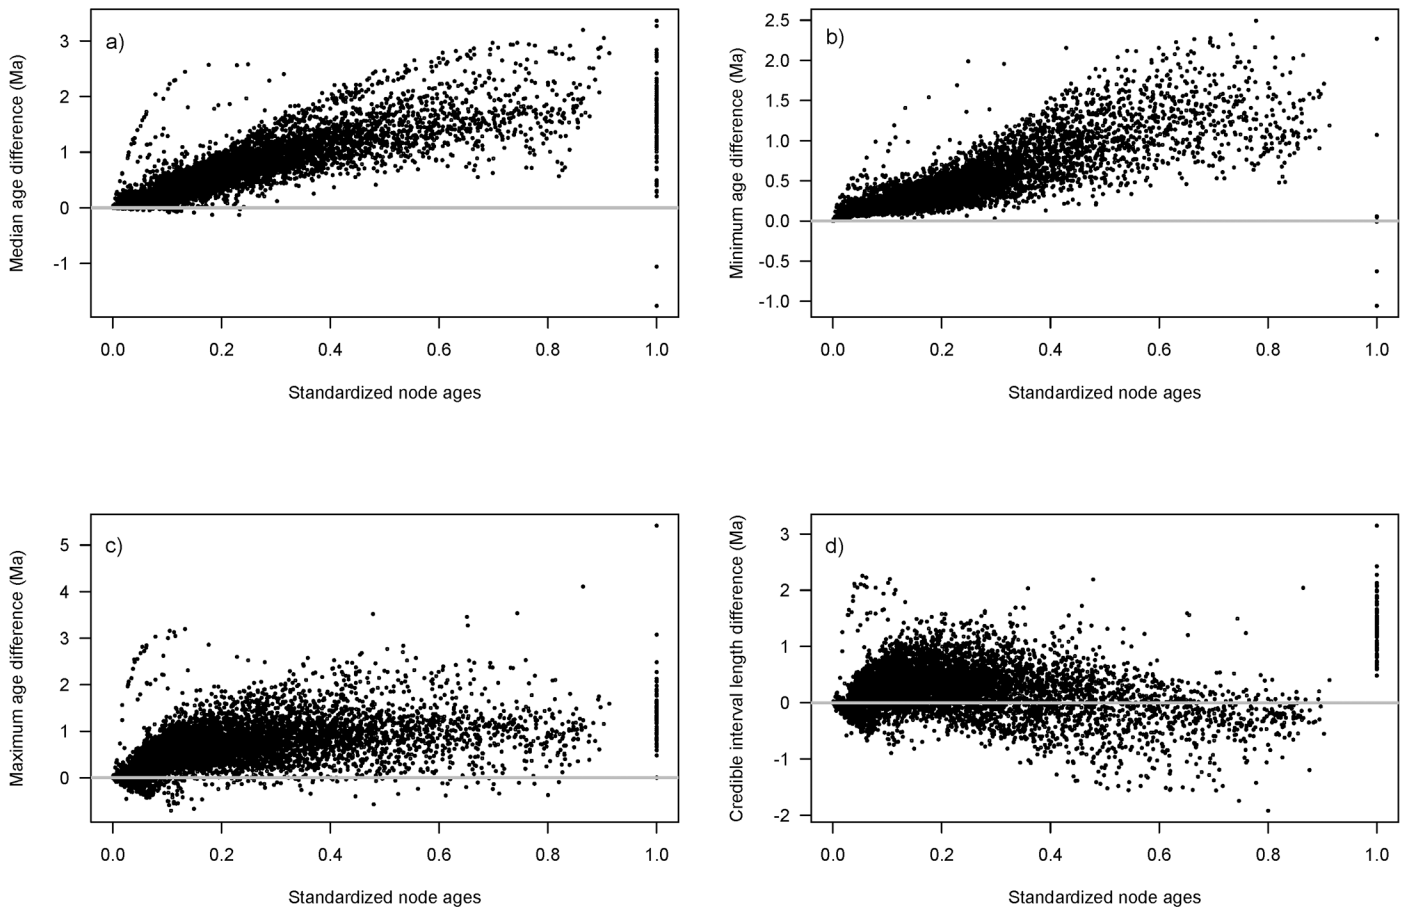 a)
Median age difference (Ma)
3
2
1
0
-1
0.0 0.2 0.4 0.6 0.8 1.0
Standardized node ages
b)
Minimum age difference (Ma)
2.5
2.0
1.5
1.0
0.5
0.0
-0.5
-1.0
0.0 0.2 0.4 0.6 0.8 1.0
Standardized node ages
c)
Maximum age difference (Ma)
5
4
3
2
1
0
0.0 0.2 0.4 0.6 0.8 1.0
Standardized node ages
d)
Credible interval length difference (Ma)
3
2
1
0
-1
-2
0.0 0.2 0.4 0.6 0.8 1.0
Standardized node ages